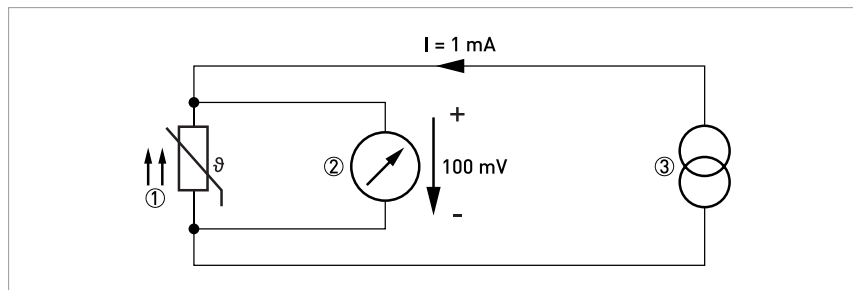 I = 1 mA
+
ϑ
②
100 mV
③
①
-